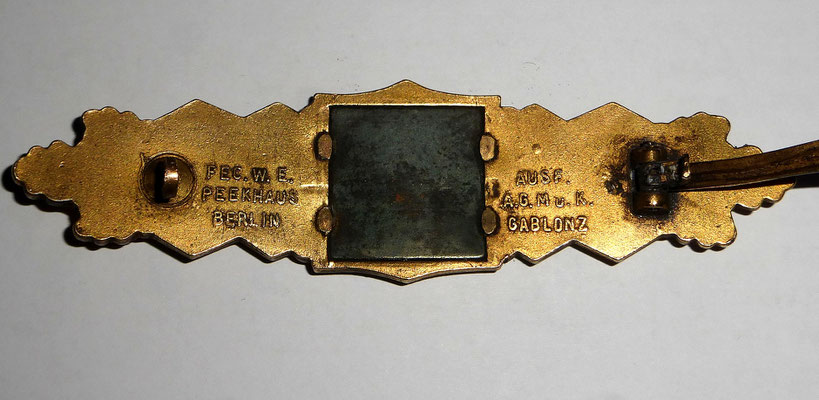 FEC. W. E.
PEEKHAUS
BERLIN
AUSF.
A.G.M.u.K.
GABLONZ